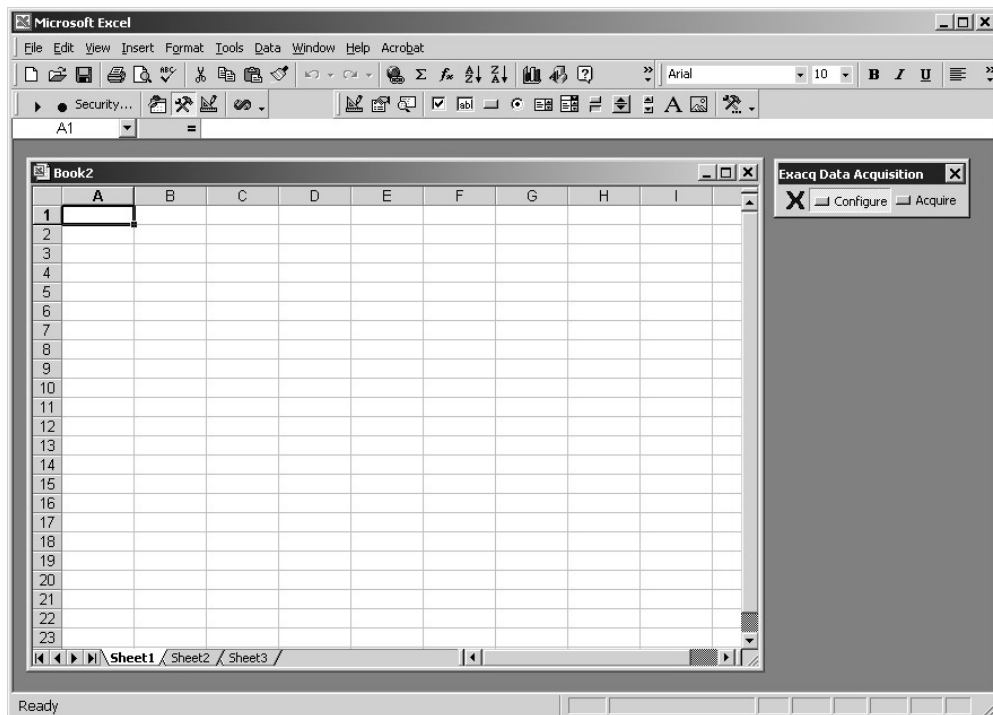 Microsoft Excel
File Edit View Insert Format Tools Data Window Help Acrobat
Arial 10 B I U
Security...
A1 =
Book2
Exacq Data Acquisition
X Configure Acquire
A B C D E F G H I
1
2
3
4
5
6
7
8
9
10
11
12
13
14
15
16
17
18
19
20
21
22
23
Sheet1 Sheet2 Sheet3
Ready